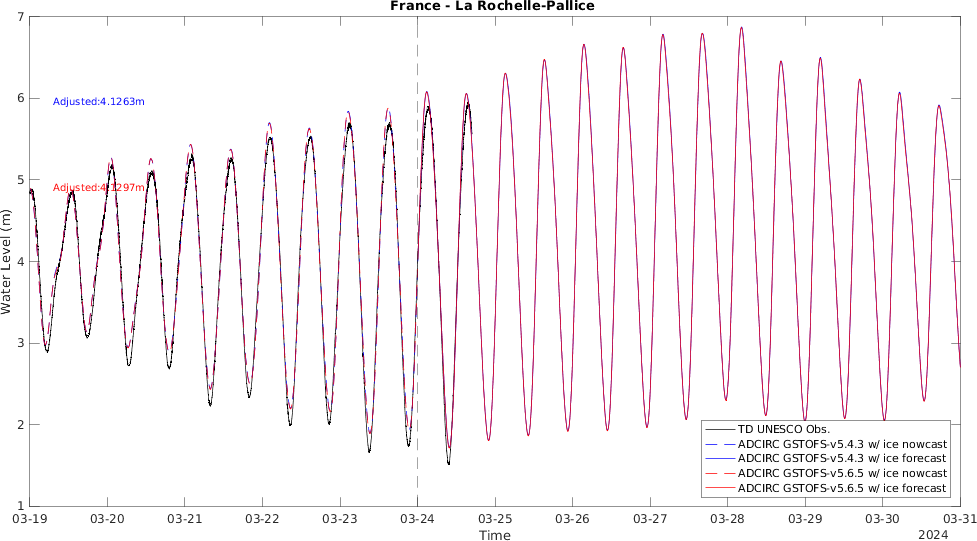 France - La Rochelle-Pallice
7
6
5
4
3
2
1
Water Level (m)
Adjusted:4.1263m
Adjusted:4.1297m
TD UNESCO Obs.
ADCIRC GSTOFS-v5.4.3 w/ ice nowcast
ADCIRC GSTOFS-v5.4.3 w/ ice forecast
ADCIRC GSTOFS-v5.6.5 w/ ice nowcast
ADCIRC GSTOFS-v5.6.5 w/ ice forecast
03-19 03-20 03-21 03-22 03-23 03-24 03-25 03-26 03-27 03-28 03-29 03-30 03-31
Time
2024